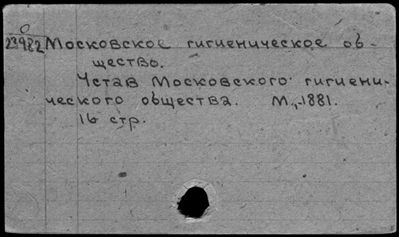 О
23982 Московское гигиеническое об-
щество.
Устав Московского гигиени-
ческого общества. М., 1881.
16 стр.